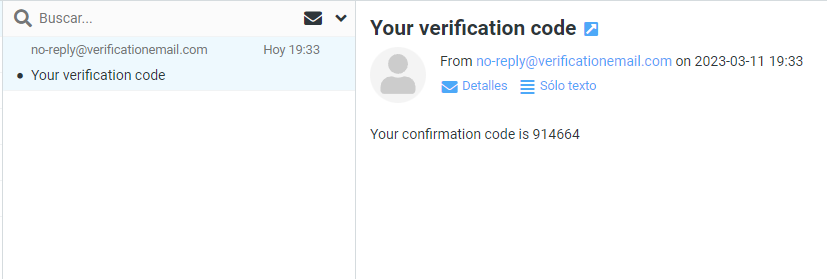 Buscar...
no-reply@verificationemail.com Hoy 19:33
Your verification code
Your verification code
From no-reply@verificationemail.com on 2023-03-11 19:33
Detalles Sólo texto
Your confirmation code is 914664